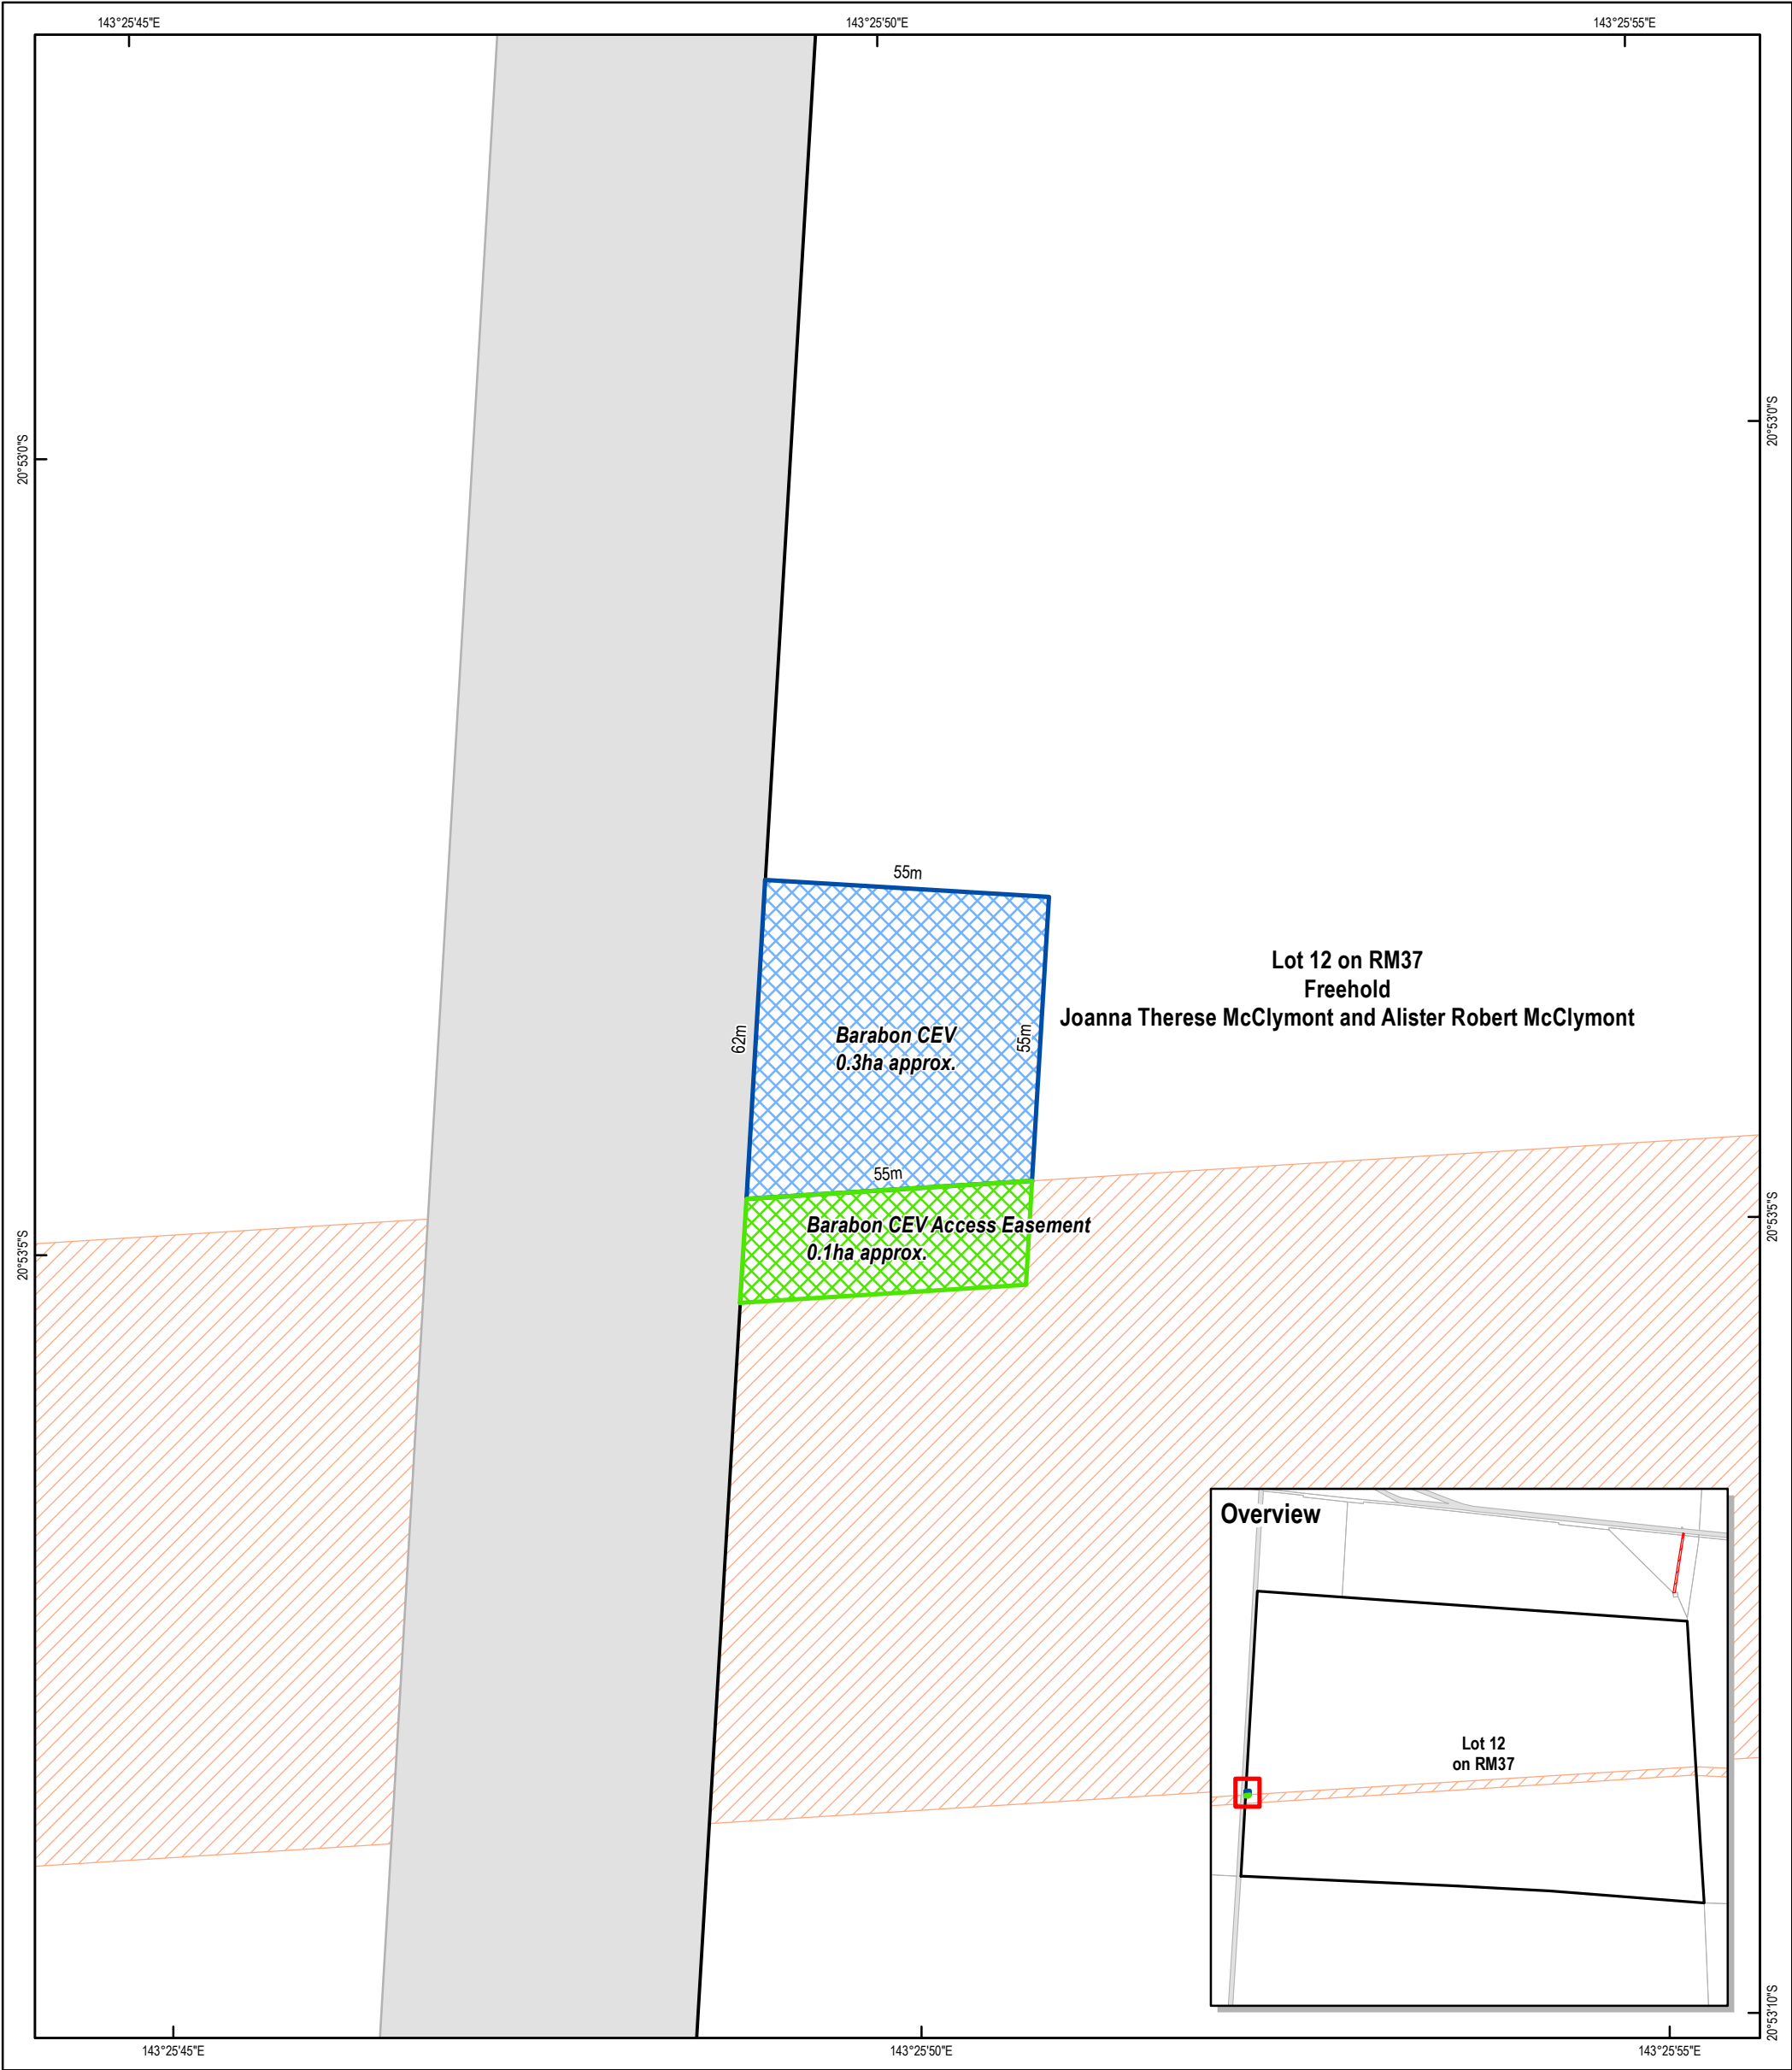 143°25'45"E
143°25'50"E
143°25'55"E
20°53'0"S
20°53'0"S
55m
Lot 12 on RM37
Freehold
Joanna Therese McClymont and Alister Robert McClymont
62m
Barabon CEV
0.3ha approx.
55m
55m
Barabon CEV Access Easement
0.1ha approx.
20°53'5"S
20°53'5"S
Overview
Lot 12
on RM37
20°53'10"S
143°25'45"E
143°25'50"E
143°25'55"E